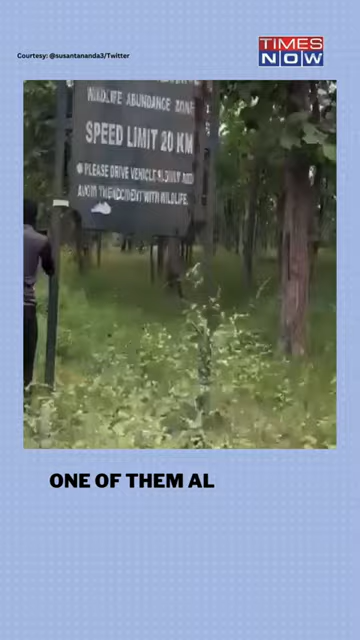 Courtesy: @susantananda3/Twitter
TIMES
NOW
WILDLIFE ABUNDANCE ZONE
SPEED LIMIT 20 KM
PLEASE DRIVE VEHICLE SLOWLY AND
AVOID THE ACCIDENT WITH WILDLIFE.
ONE OF THEM AL